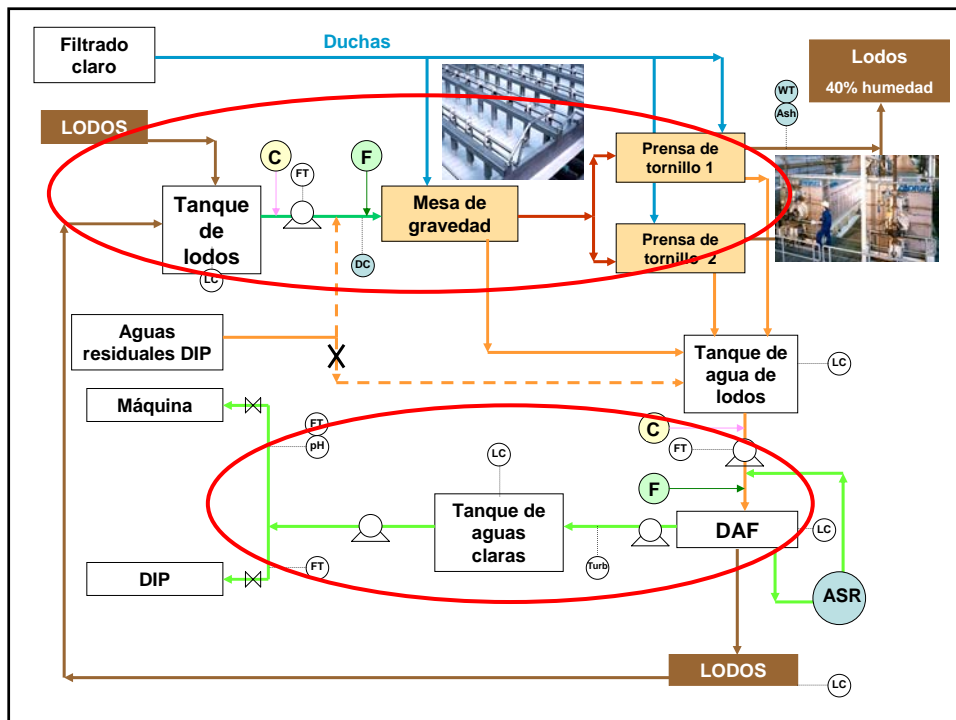 Filtrado
claro
Duchas
Lodos
40% humedad
WT
Ash
LODOS
C
FT
F
Tanque
de
lodos
LC
DC
Mesa de
gravedad
Prensa de
tornillo 1
Prensa de
tornillo 2
Aguas
residuales DIP
Tanque de
agua de
lodos
LC
Máquina
FT
pH
C
FT
LC
F
Tanque de
aguas
claras
Turb
DAF
LC
DIP
FT
ASR
LODOS
LC